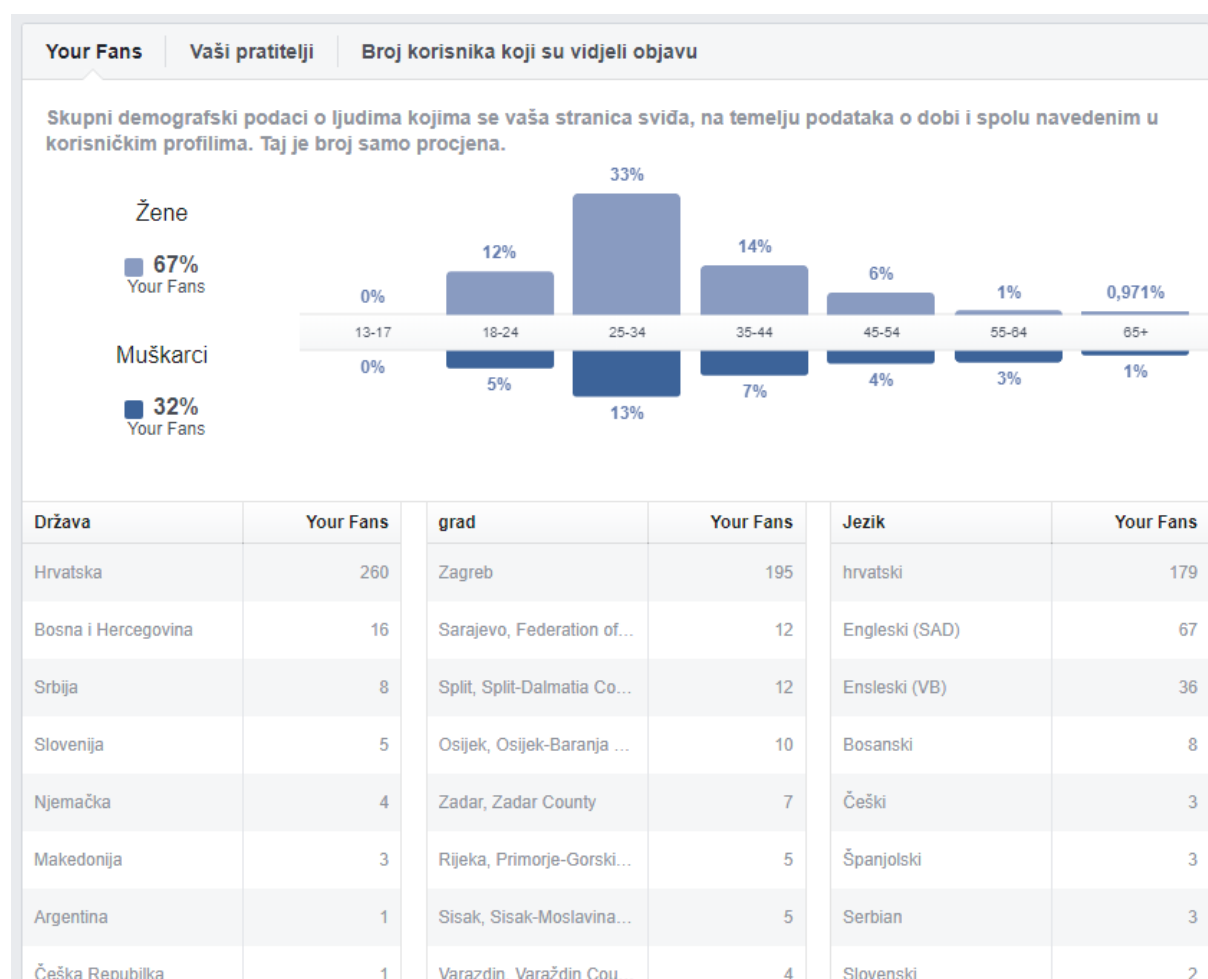 Your Fans Vaši pratitelji Broj korisnika koji su vidjeli objavu
Skupni demografski podaci o ljudima kojima se vaša stranica sviđa, na temelju podataka o dobi i spolu navedenim u
korisničkim profilima. Taj je broj samo procjena.
Žene
67%
Your Fans
0% 12% 33% 14% 6% 1% 0,971%
13-17 18-24 25-34 35-44 45-54 55-64 65+
Muškarci
32%
Your Fans
0% 5% 13% 7% 4% 3% 1%
Država Your Fans grad Your Fans Jezik Your Fans
Hrvatska 260 Zagreb 195 hrvatski 179
Bosna i Hercegovina 16 Sarajevo, Federation of... 12 Engleski (SAD) 67
Srbija 8 Split, Split-Dalmatia Co... 12 Ensleski (VB) 36
Slovenija 5 Osijek, Osijek-Baranja ... 10 Bosanski 8
Njemačka 4 Zadar, Zadar County 7 Češki 3
Makedonija 3 Rijeka, Primorje-Gorski... 5 Španjolski 3
Argentina 1 Sisak, Sisak-Moslavina... 5 Serbian 3
Češka Repubilka 1 Varazdin, Varaždin Cou... 4 Slovenski 2